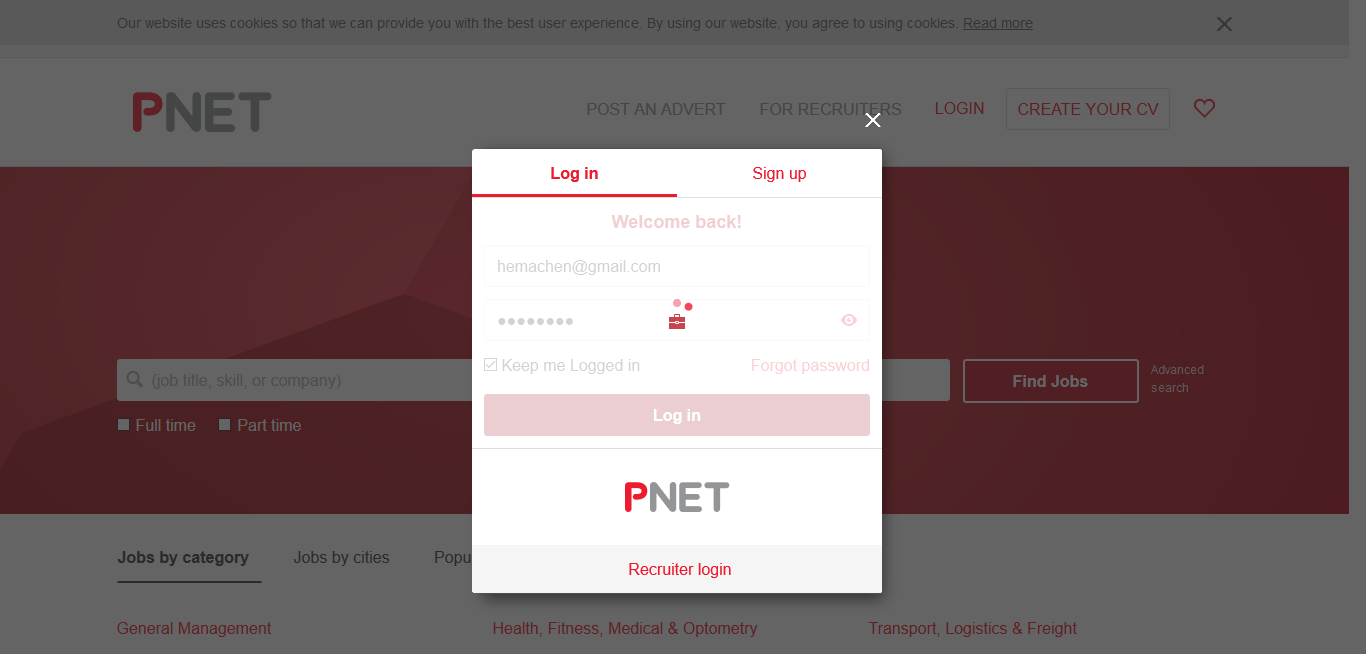 Our website uses cookies so that we can provide you with the best user experience. By using our website, you agree to using cookies. Read more
PNET
POST AN ADVERT
FOR RECRUITERS
LOGIN
CREATE YOUR CV
Log in
Sign up
Welcome back!
hemachen@gmail.com
Keep me Logged in
Forgot password
Log in
(job title, skill, or company)
Find Jobs
Advanced
search
Full time
Part time
PNET
Recruiter login
Jobs by category
Jobs by cities
Popu
General Management
Health, Fitness, Medical & Optometry
Transport, Logistics & Freight